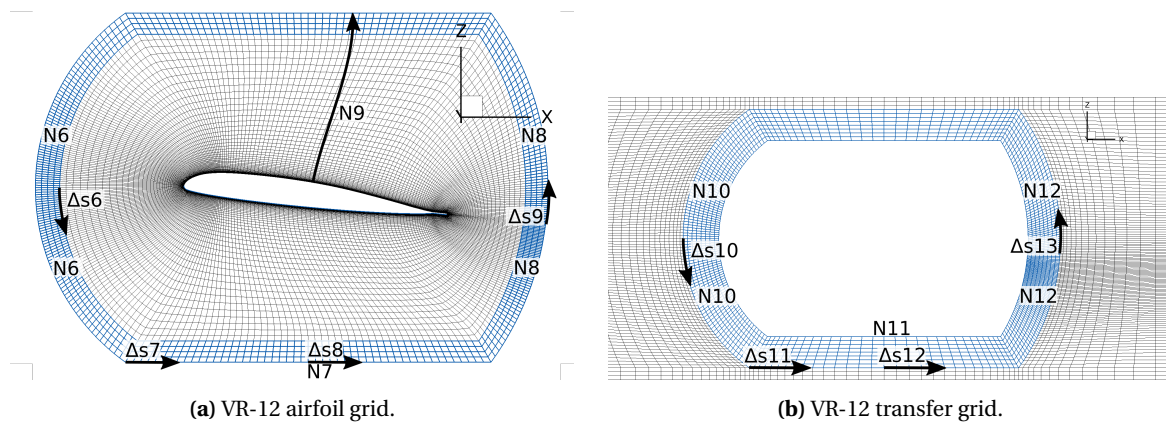 Z
N9
Y
X
N6
N8
Δs6
Δs9
N6
N8
Δs7
Δs8
N7
(a) VR-12 airfoil grid.
z
x
N10
N12
Δs10
Δs13
N10
N12
N11
Δs11
Δs12
(b) VR-12 transfer grid.